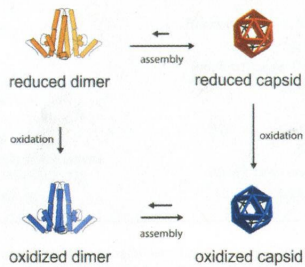 assembly
reduced dimer reduced capsid
oxidation oxidation
assembly
oxidized dimer oxidized capsid